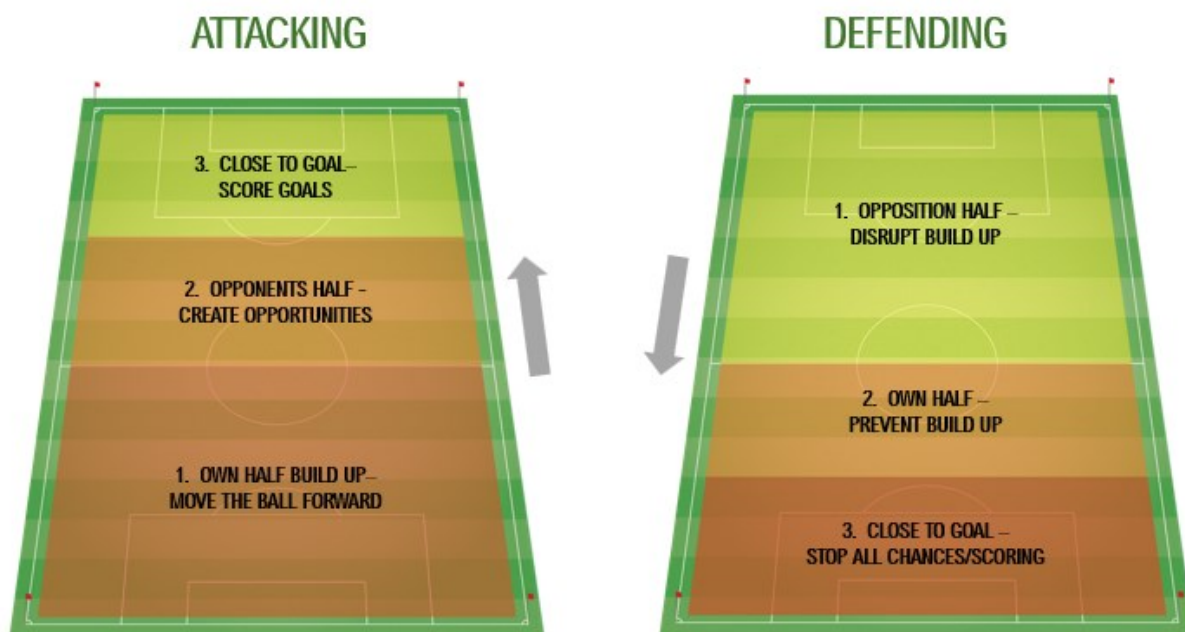 ATTACKING
3. CLOSE TO GOAL–
SCORE GOALS
2. OPPONENTS HALF -
CREATE OPPORTUNITIES
1. OWN HALF BUILD UP–
MOVE THE BALL FORWARD
DEFENDING
1. OPPOSITION HALF –
DISRUPT BUILD UP
2. OWN HALF –
PREVENT BUILD UP
3. CLOSE TO GOAL –
STOP ALL CHANCES/SCORING